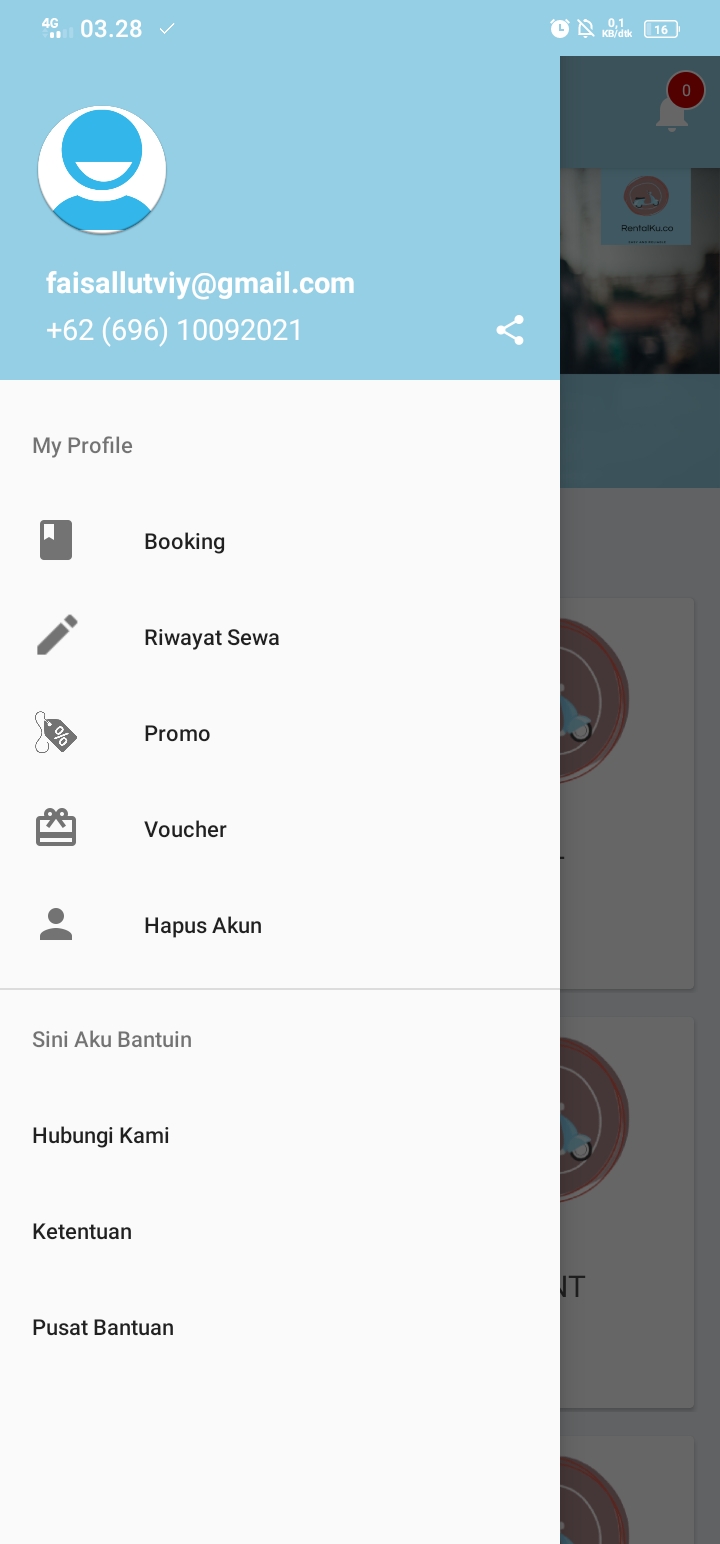 4G 03.28 0,1 KB/dtk 16
0
RentalKu.co
faisallutviy@gmail.com
+62 (696) 10092021
My Profile
Booking
Riwayat Sewa
Promo
%
Voucher
Hapus Akun
Sini Aku Bantuin
Hubungi Kami
Ketentuan
NT
Pusat Bantuan